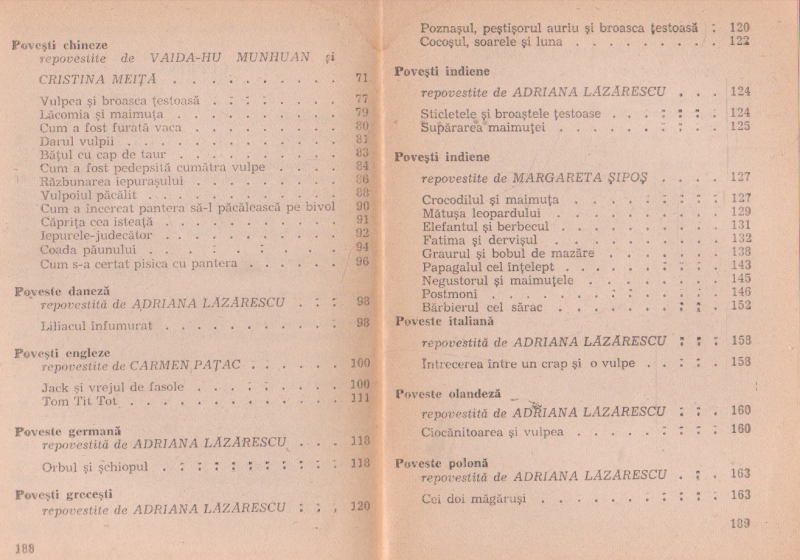 Povești chineze
repovestite de VAIDA-HU MUNHUAN și
CRISTINA MEIȚĂ . . . . . . . . . . 71
Vulpea și broasca țestoasă . . . . . . . 77
Lăcomia și maimuța . . . . . . . . . . 79
Cum a fost furată vaca . . . . . . . . 80
Darul vulpii . . . . . . . . . . . . 81
Bățul cu cap de taur . . . . . . . . . 83
Cum a fost pedepsită cumătra vulpe . . . . 84
Răzbunarea iepurașului . . . . . . . . 86
Vulpoiul păcălit . . . . . . . . . . 88
Cum a încercat pantera să-l păcălească pe bivol 90
Căprița cea isteață . . . . . . . . . . 91
Iepurele-judecător . . . . . . . . . . 92
Coada păunului . . . . . . . . . . 94
Cum s-a certat pisica cu pantera . . . . . 96
Poveste daneză
repovestită de ADRIANA LĂZĂRESCU . : : 98
Liliacul înfumurat . . . . . . . . . . 98
Povești engleze
repovestite de CARMEN PAȚAC . . . . . . 100
Jack și vrejul de fasole . . . . . . . . 100
Tom Tit Tot . . . . . . . . . . . . 111
Poveste germană
repovestită de ADRIANA LĂZĂRESCU . . . 118
Orbul și șchiopul . : : : : : : : : : : 118
Povești grecești
repovestite de ADRIANA LĂZĂRESCU : : , 120
188
Poznașul, peștișorul auriu și broasca țestoasă : 120
Cocoșul, soarele și luna . . . . . . . . 122
Povești indiene
repovestite de ADRIANA LĂZĂRESCU . . . 124
Sticletele și broaștele țestoase . . . : : : 124
Supărarea maimuței . . . . . . . . . 125
Povești indiene
repovestite de MARGARETA ȘIPOȘ . . . . 127
Crocodilul și maimuța . . . . . . . : : 127
Mătușa leopardului . . . . . . . . . . 129
Elefantul și berbecul . . . . . . . . . 131
Fatima și dervișul . . . . . . . . . . 132
Graurul și bobul de mazăre . . . . . . . 138
Papagalul cel înțelept . . . . . . . . . 143
Negustorul și maimuțele . . . . . . . . 145
Postmoni . . . . . . . . . . . . . 146
Bărbierul cel sărac . . . . . . . . : : 152
Poveste italiană
repovestită de ADRIANA LĂZĂRESCU : : : 158
Întrecerea între un crap și o vulpe . . : : : 158
Poveste olandeză
repovestită de ADRIANA LĂZĂRESCU : : : 160
Ciocănitoarea și vulpea . . . . . . : : : 160
Poveste polonă
repovestită de ADRIANA LĂZĂRESCU . : . 163
Cei doi măgăruși . . . . . . . . : : : 163
189